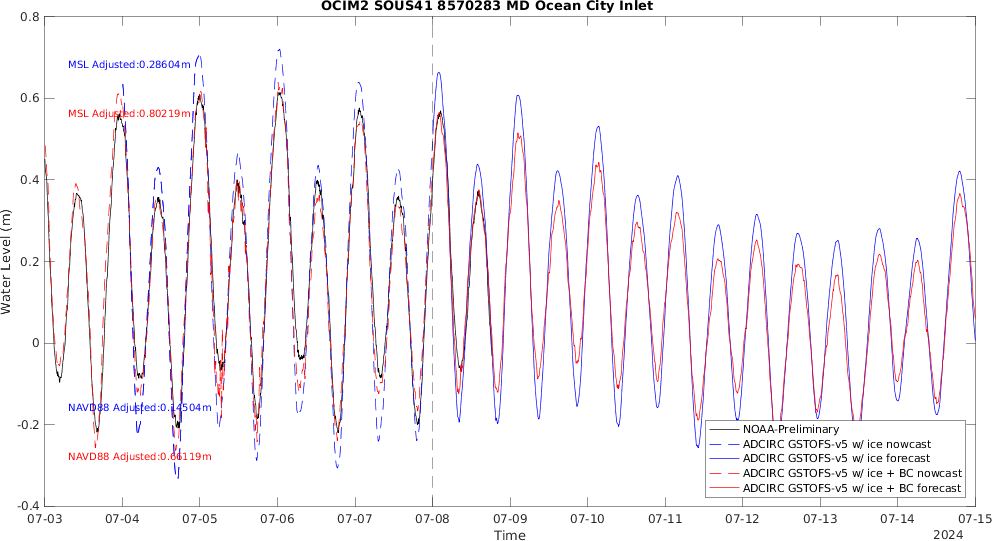 OCIM2 SOUS41 8570283 MD Ocean City Inlet
0.8
0.6
0.4
0.2
0
-0.2
-0.4
Water Level (m)
MSL Adjusted:0.28604m
MSL Adjusted:0.80219m
NAVD88 Adjusted:0.14504m
NAVD88 Adjusted:0.66119m
NOAA-Preliminary
ADCIRC GSTOFS-v5 w/ ice nowcast
ADCIRC GSTOFS-v5 w/ ice forecast
ADCIRC GSTOFS-v5 w/ ice + BC nowcast
ADCIRC GSTOFS-v5 w/ ice + BC forecast
07-03 07-04 07-05 07-06 07-07 07-08 07-09 07-10 07-11 07-12 07-13 07-14 07-15
Time
2024